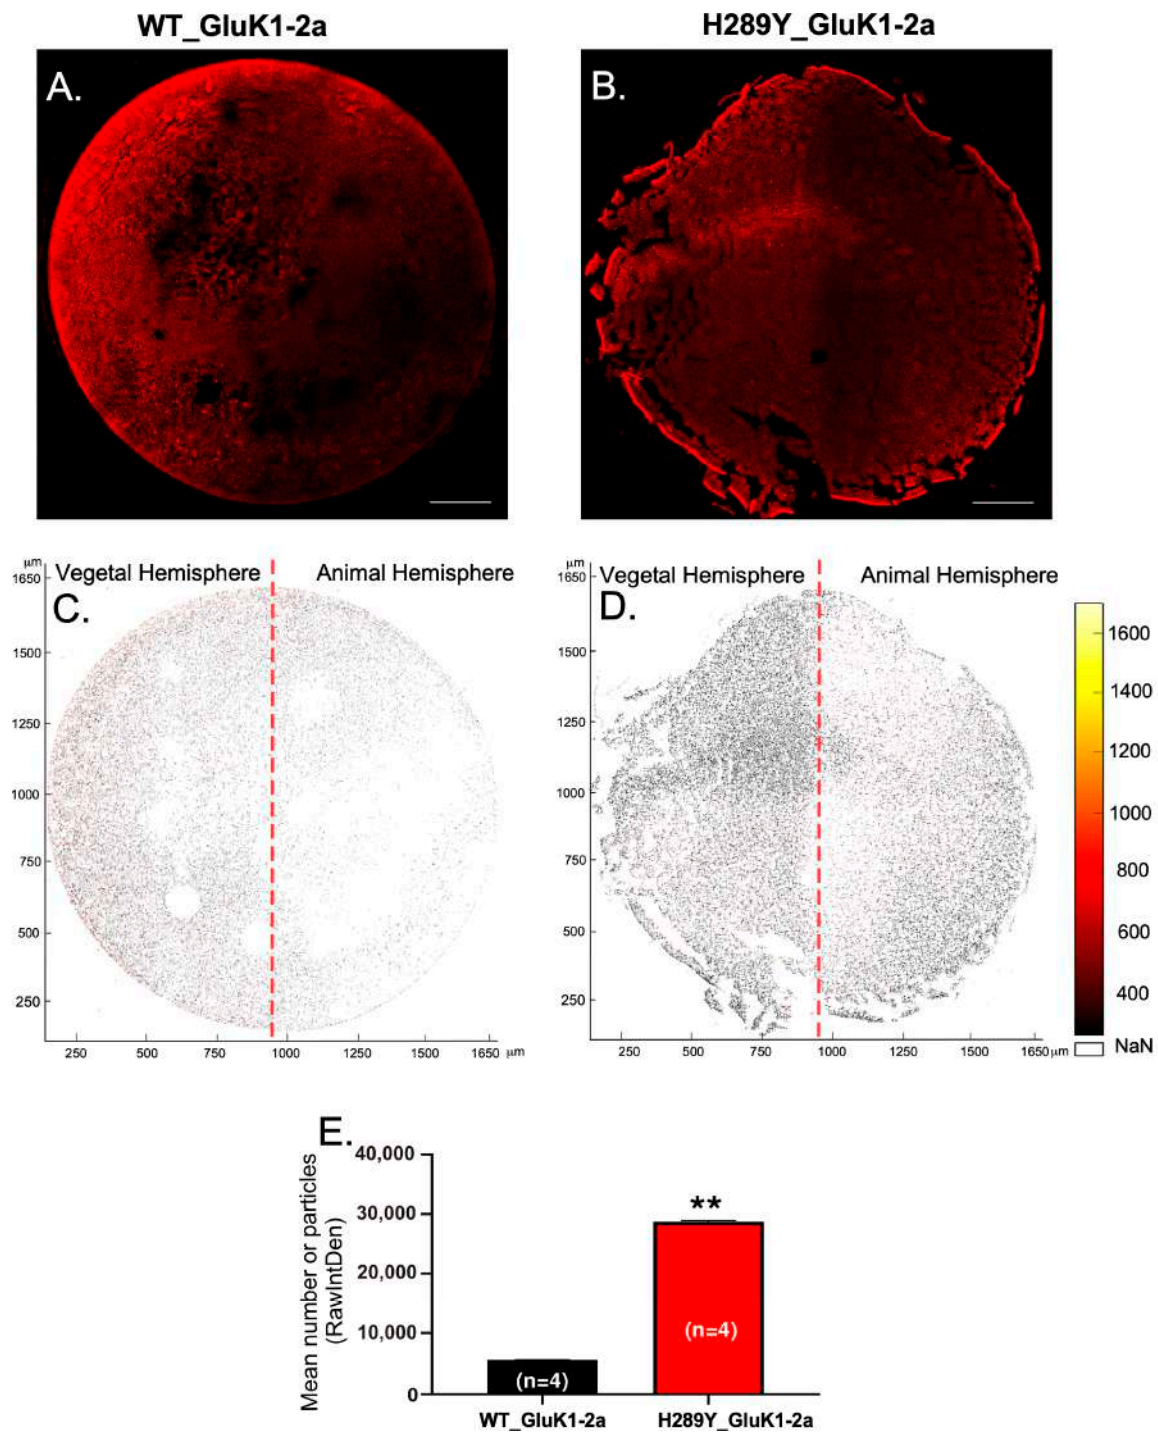 WT_GluK1-2a
H289Y_GluK1-2a
A.
B.
μm
1650
1500
1250
1000
750
500
250
Vegetal Hemisphere
Animal Hemisphere
C.
250
500
750
1000
1250
1500
1650
μm
μm
1650
1500
1250
1000
750
500
250
Vegetal Hemisphere
Animal Hemisphere
D.
250
500
750
1000
1250
1500
1650 μm
1600
1400
1200
1000
800
600
400
NaN
E.
Mean number or particles
(RawIntDen)
40,000
30,000
20,000
10,000
0
**
(n=4)
(n=4)
WT_GluK1-2a
H289Y_GluK1-2a